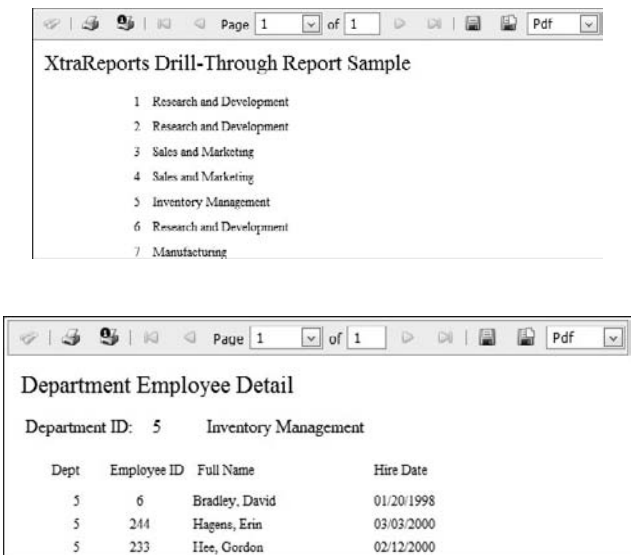 Page 1 of 1 Pdf
XtraReports Drill-Through Report Sample
1 Research and Development
2 Research and Development
3 Sales and Marketing
4 Sales and Marketing
5 Inventory Management
6 Research and Development
7 Manufacturing
Page 1 of 1 Pdf
Department Employee Detail
Department ID: 5 Inventory Management
Dept Employee ID Full Name Hire Date
5 6 Bradley, David 01/20/1998
5 244 Hagens, Erin 03/03/2000
5 233 Hee, Gordon 02/12/2000